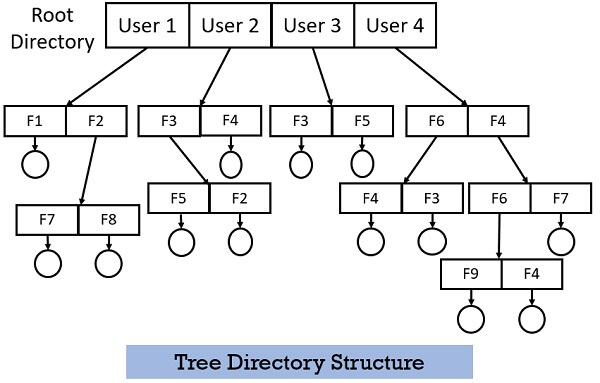 Root
Directory
User 1 User 2 User 3 User 4
F1 F2 F3 F4 F3 F5 F6 F4
F5 F2 F4 F3 F6 F7
F7 F8
F9 F4
Tree Directory Structure